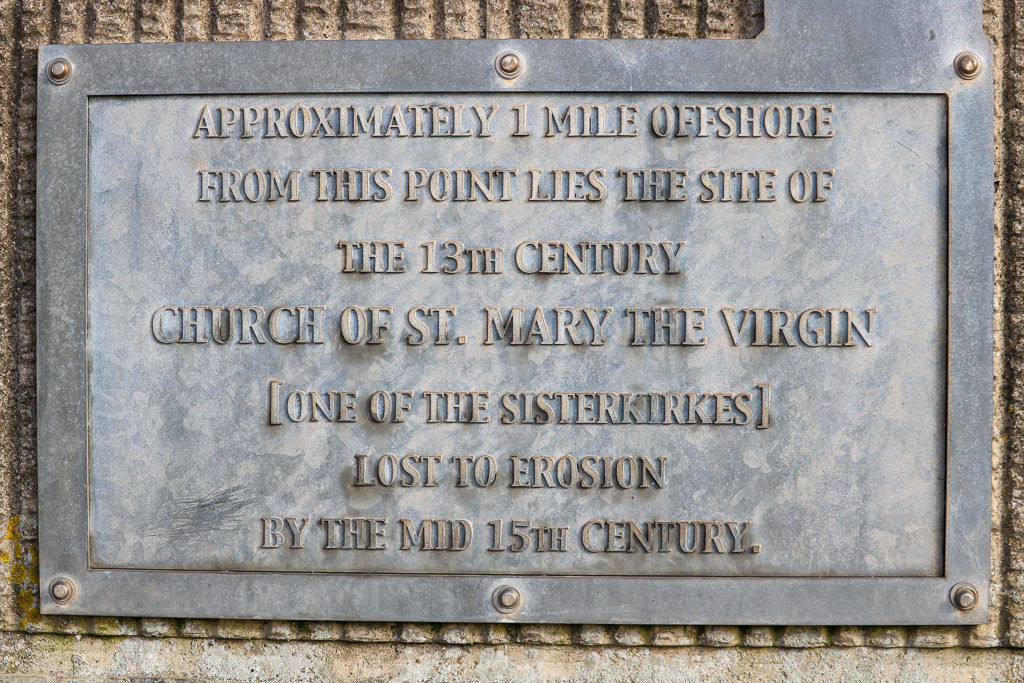 APPROXIMATELY 1 MILE OFFSHORE
FROM THIS POINT LIES THE SITE OF
THE 13TH CENTURY
CHURCH OF ST. MARY THE VIRGIN
[ONE OF THE SISTERKIRKES]
LOST TO EROSION
BY THE MID 15TH CENTURY.